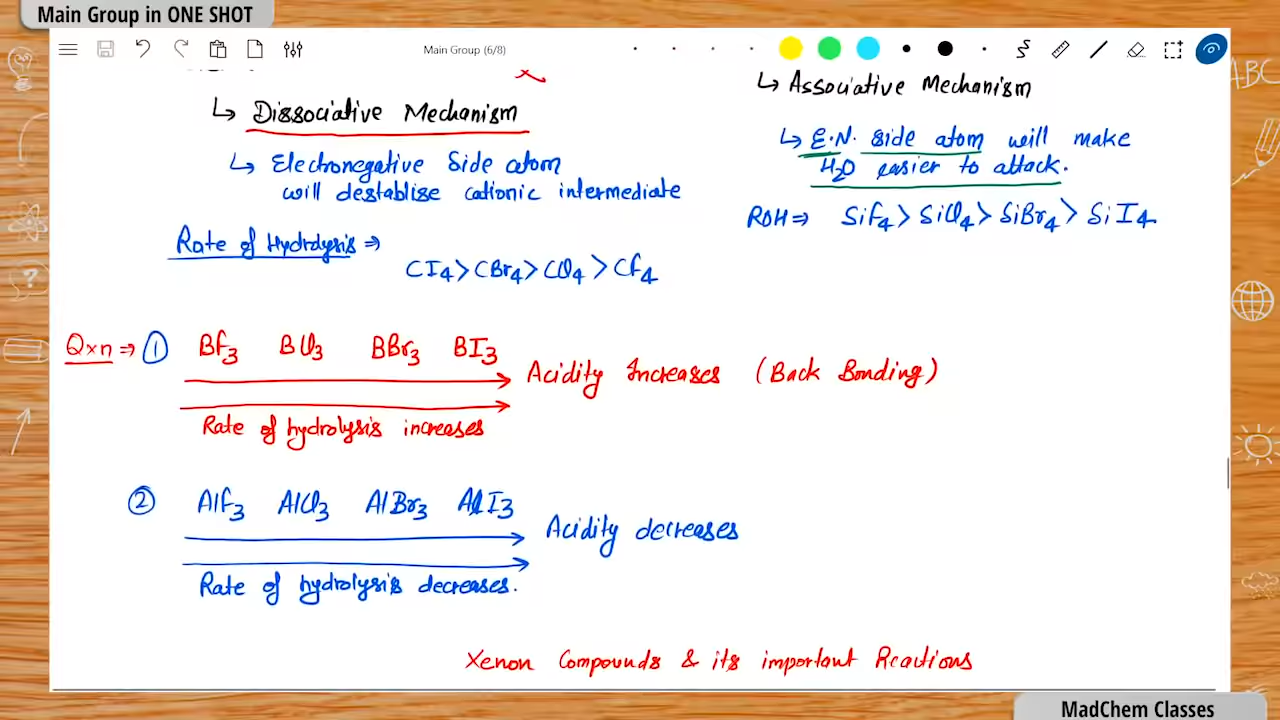 Main Group in ONE SHOT
Main Group (6/8)
↳ Dissociative Mechanism
↳ Electronegative Side atom
will destablise cationic intermediate
Rate of Hydrolysis ⇒
CI4 > CBr4 > CCl4 > CF4
↳ Associative Mechanism
↳ E.N. side atom will make
H2O easier to attack.
ROH ⇒ SiF4 > SiCl4 > SiBr4 > SiI4
Qxn ⇒ ① BF3 BCl3 BBr3 BI3
Acidity Increases (Back Bonding)
Rate of hydrolysis increases
② AlF3 AlCl3 AlBr3 AlI3
Acidity decreases
Rate of hydrolysis decreases.
Xenon Compounds & its important Reactions
MadChem Classes
ABC